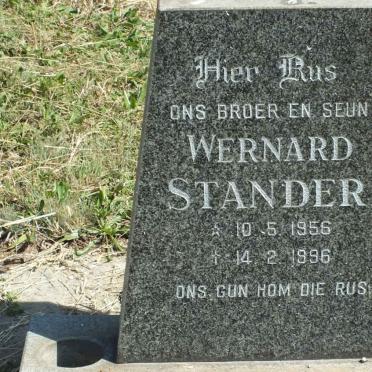 Hier Rus
ONS BROER EN SEUN
WERNARD
STANDER
* 10. 5. 1956
† 14. 2. 1996
ONS GUN HOM DIE RUS